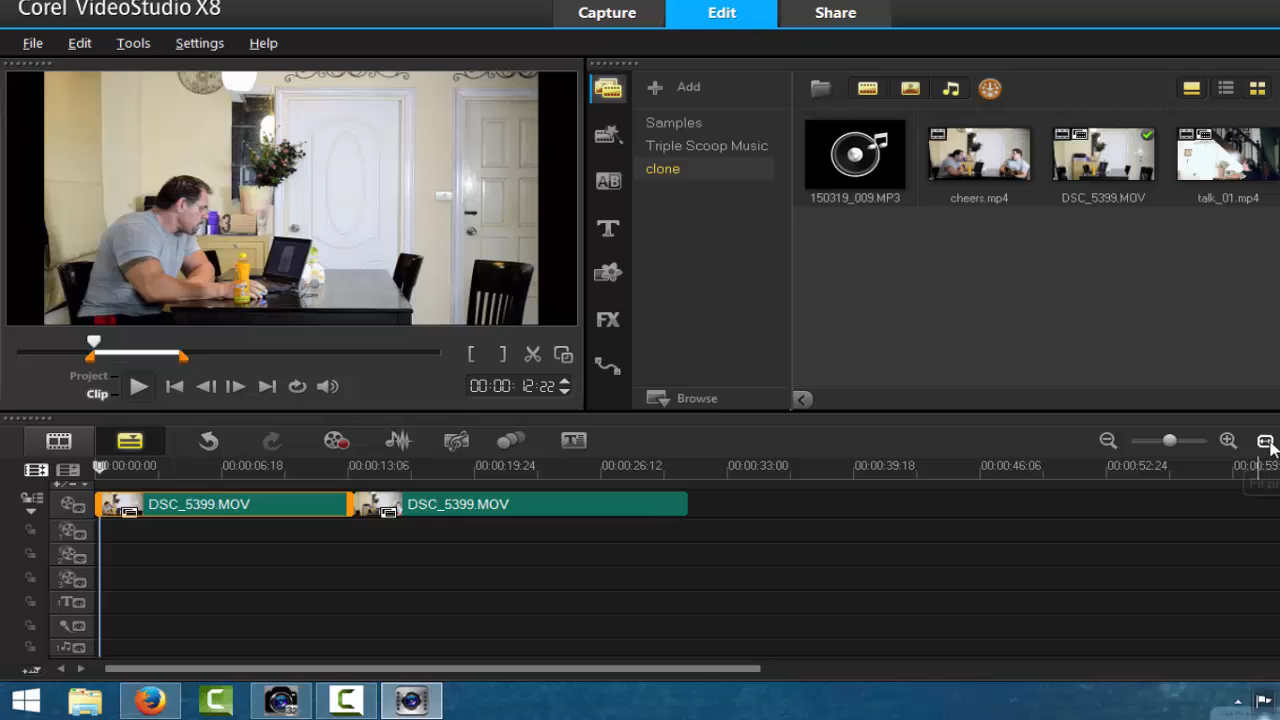 Corel VideoStudio X8
Capture
Edit
Share
File
Edit
Tools
Settings
Help
Add
Samples
Triple Scoop Music
clone
Browse
150319_009.MP3
cheers.mp4
DSC_5399.MOV
talk_01.mp4
Project
Clip
00:00:12:22
00:00:00:00
00:00:06:18
00:00:13:06
00:00:19:24
00:00:26:12
00:00:33:00
00:00:39:18
00:00:46:06
00:00:52:24
00:00:59
Fit pr
DSC_5399.MOV
DSC_5399.MOV